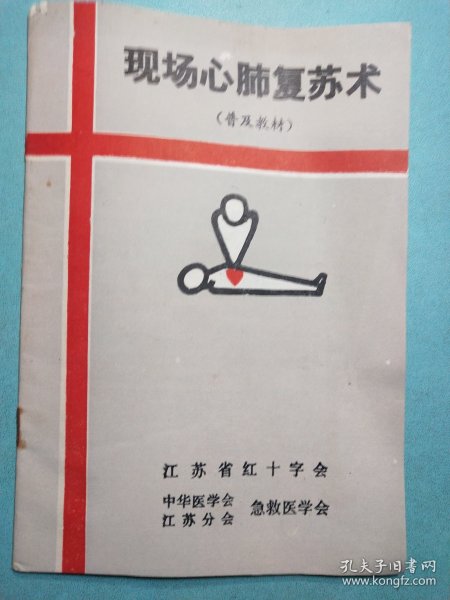 现场心肺复苏术
（普及教材）
江苏省红十字会
中华医学会
江苏分会
急救医学会
孔夫子旧书网
www.kongfz.com